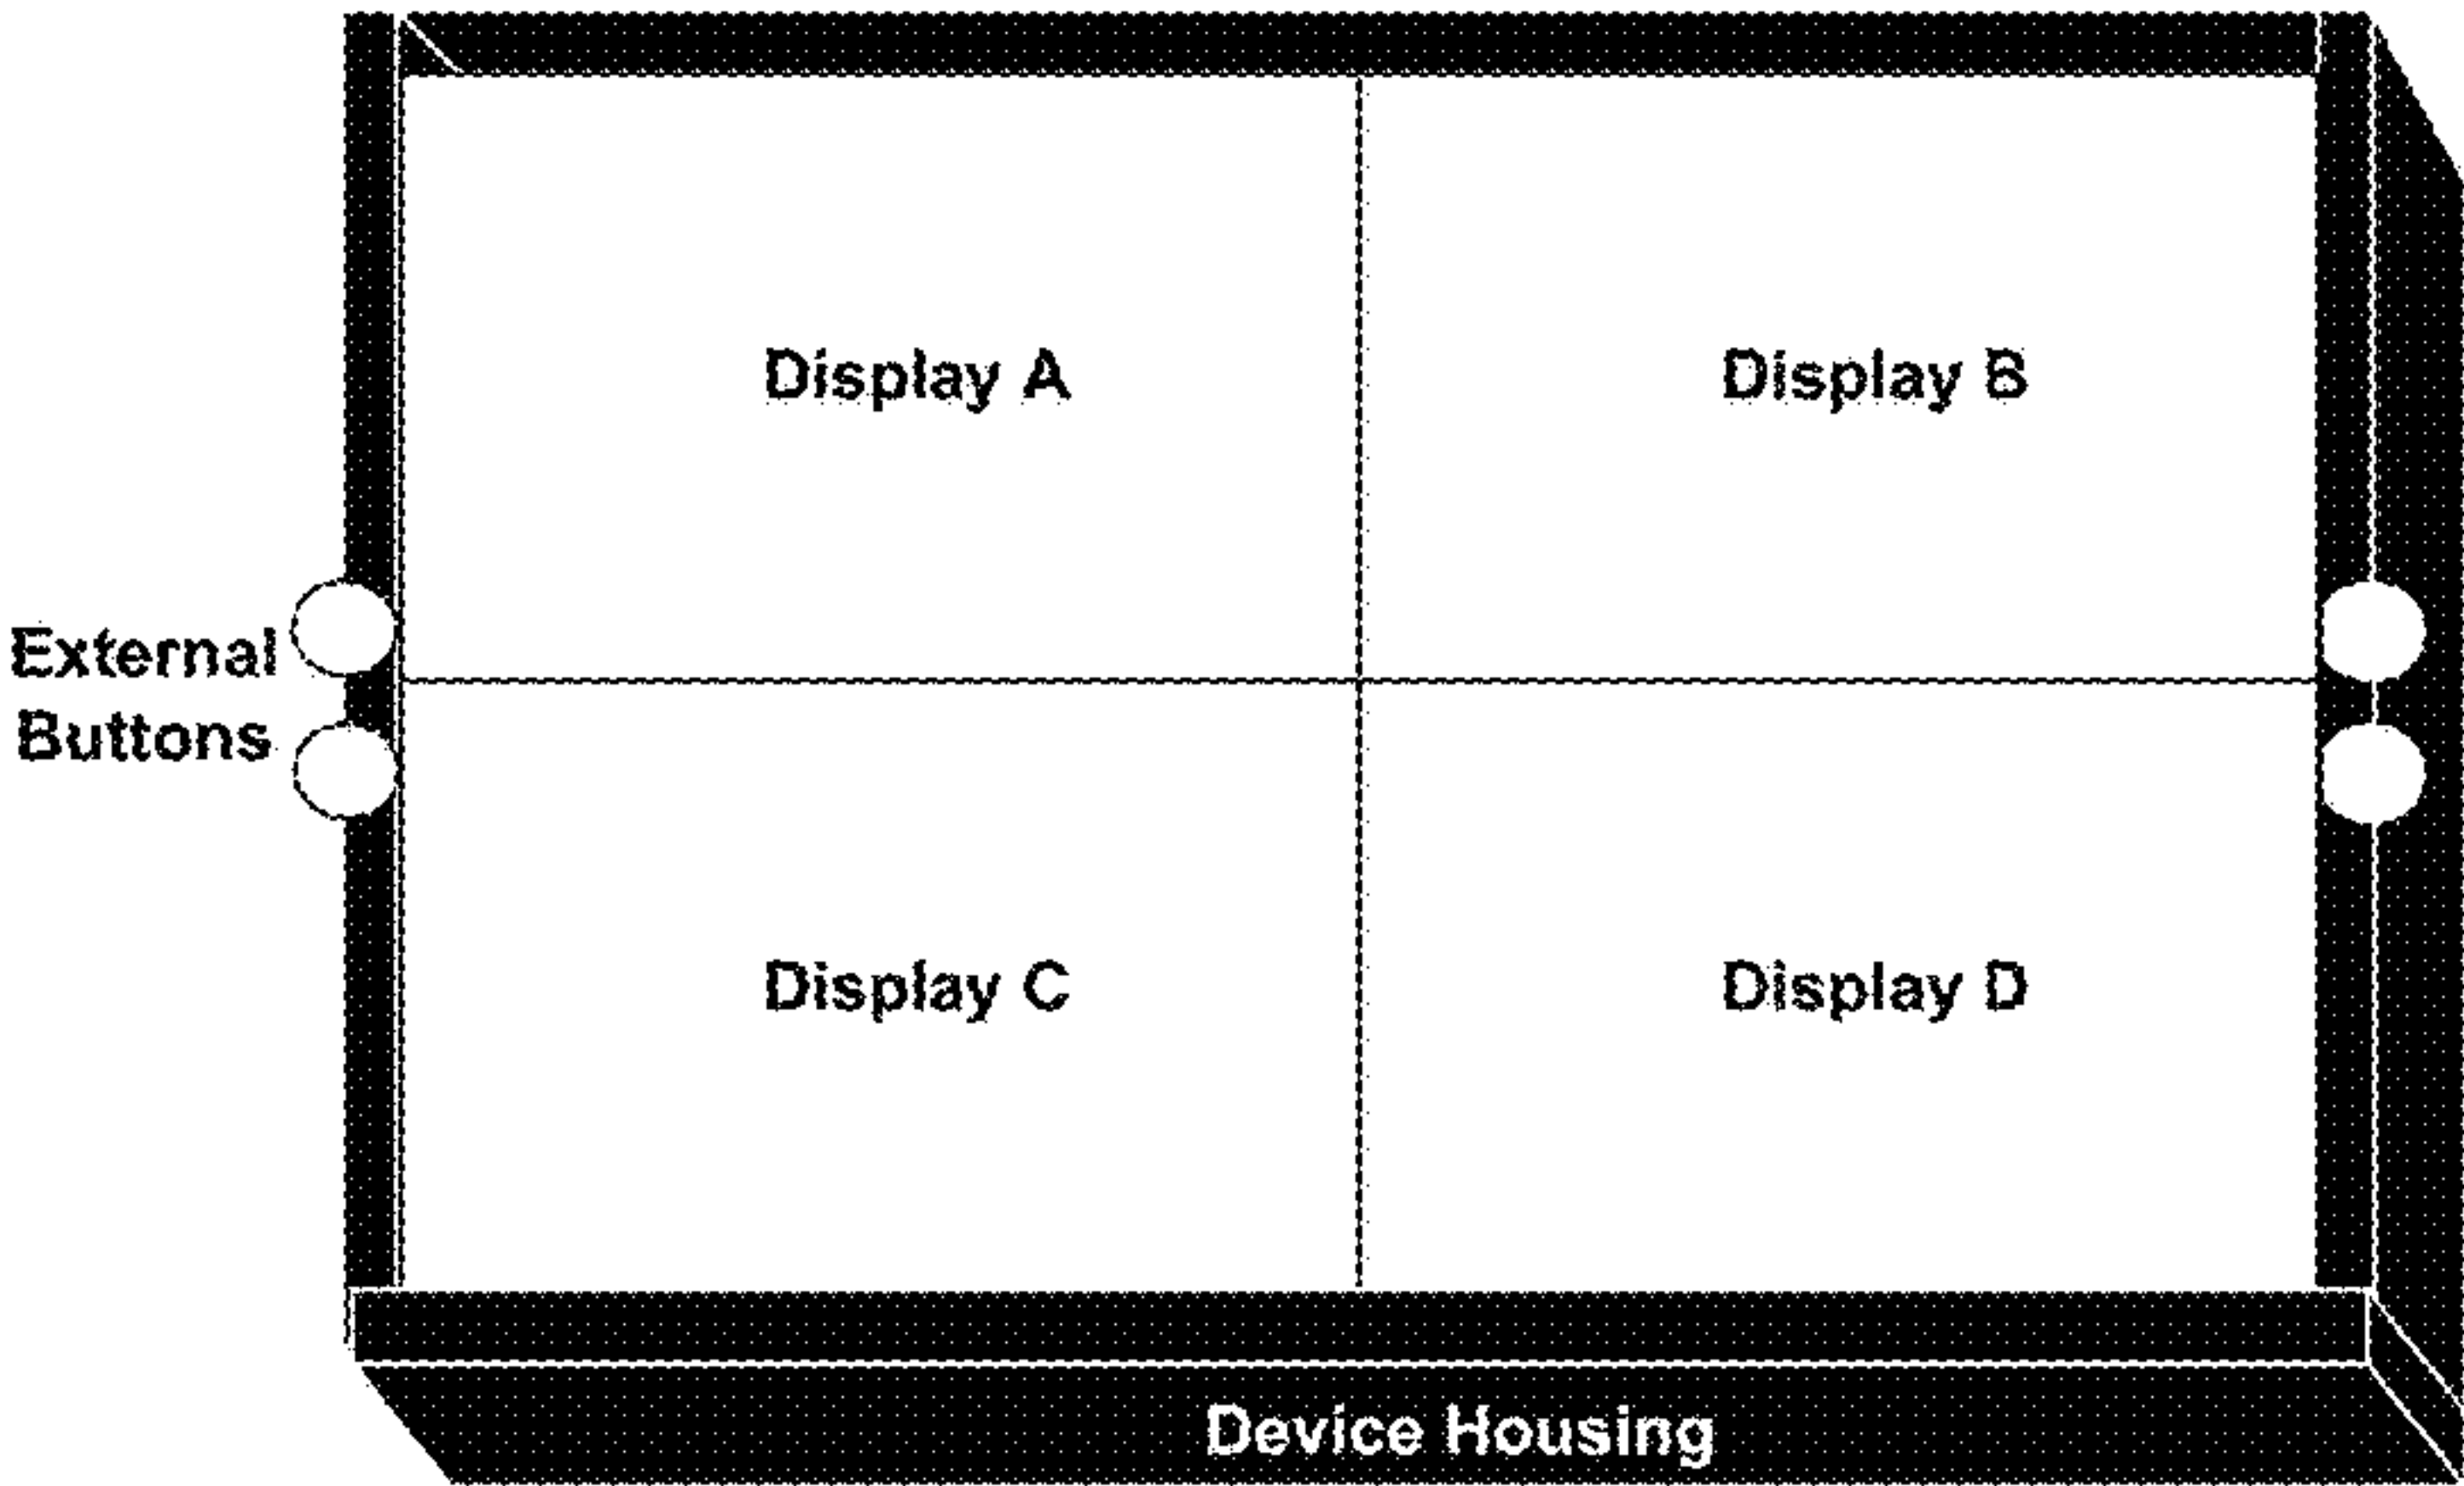 Display A
Display B
External
Buttons
Display C
Display D
Device Housing